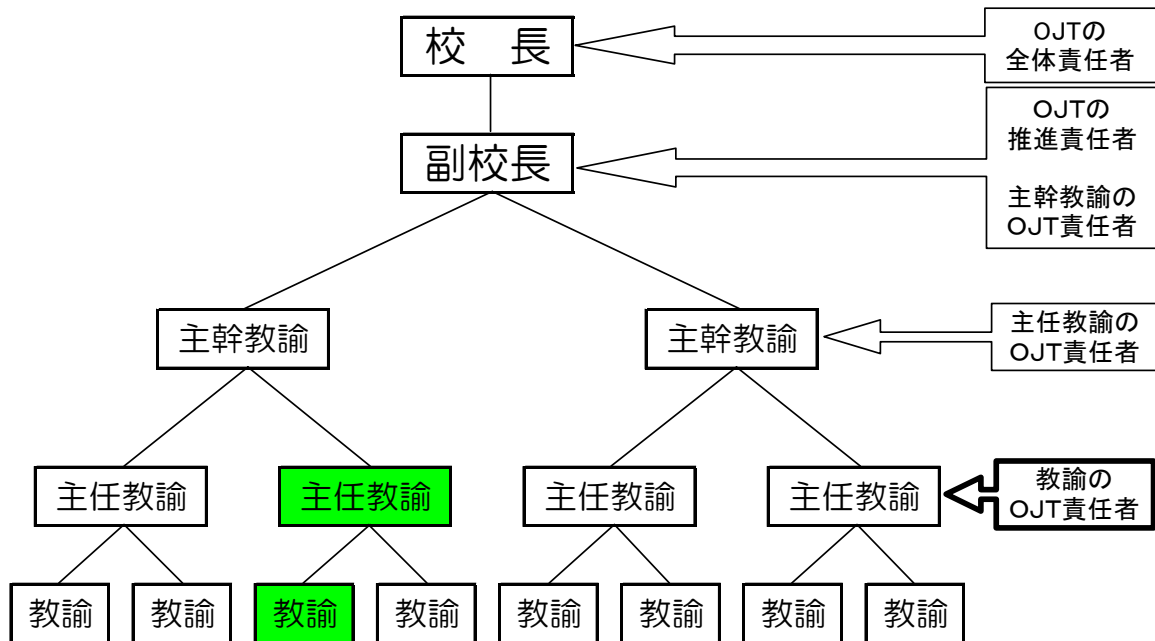 校　長
OJTの
全体責任者
副校長
OJTの
推進責任者
主幹教諭の
OJT責任者
主幹教諭
主幹教諭
主任教諭の
OJT責任者
主任教諭
主任教諭
主任教諭
主任教諭
教諭の
OJT責任者
教諭
教諭
教諭
教諭
教諭
教諭
教諭
教諭